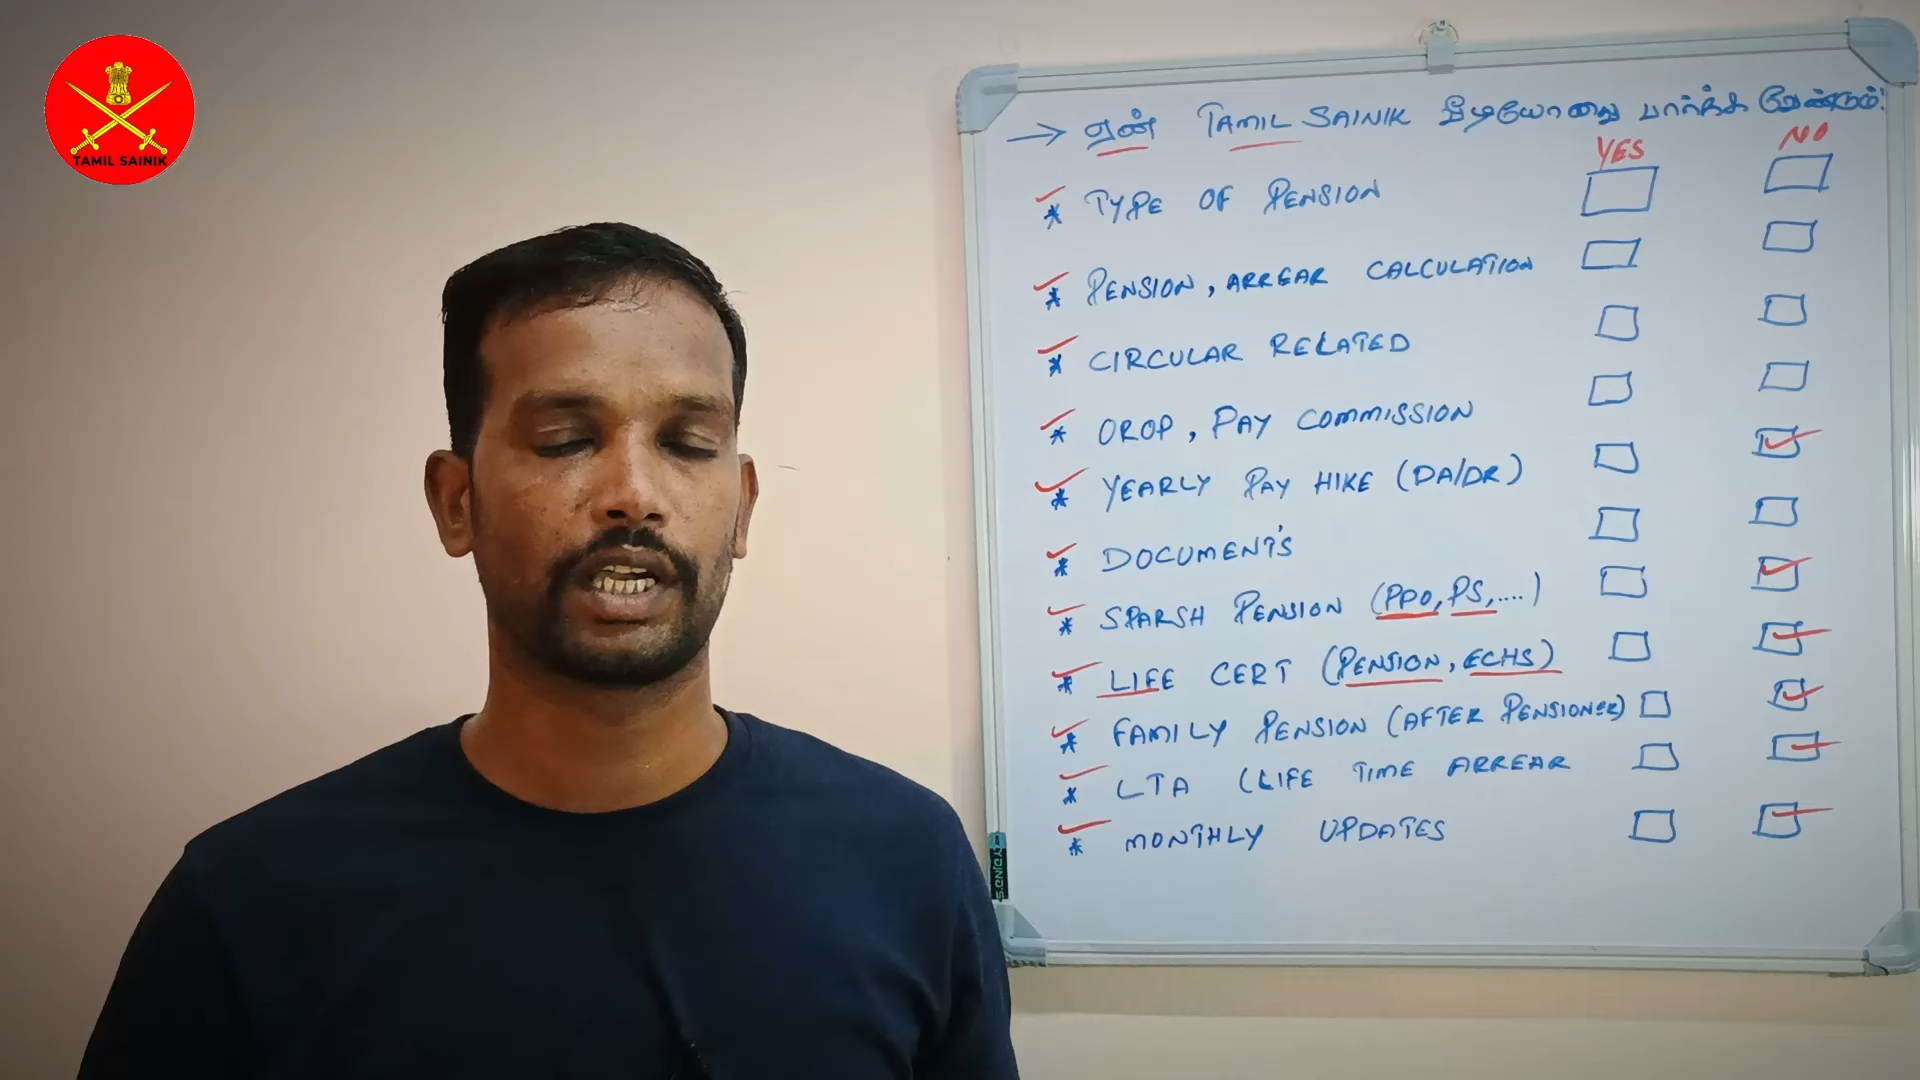 TAMIL SAINIK
→ ஏன் TAMIL SAINIK வீடியோவை பார்க்க வேண்டும்!
YES NO
* TYPE OF PENSION
* PENSION, ARREAR CALCULATION
* CIRCULAR RELATED
* OROP, PAY COMMISSION
* YEARLY PAY HIKE (DA/DR)
* DOCUMENT'S
* SPARSH PENSION (PPO, PS,....)
* LIFE CERT (PENSION, ECHS)
* FAMILY PENSION (AFTER PENSIONER)
* LTA (LIFE TIME ARREAR
* MONTHLY UPDATES